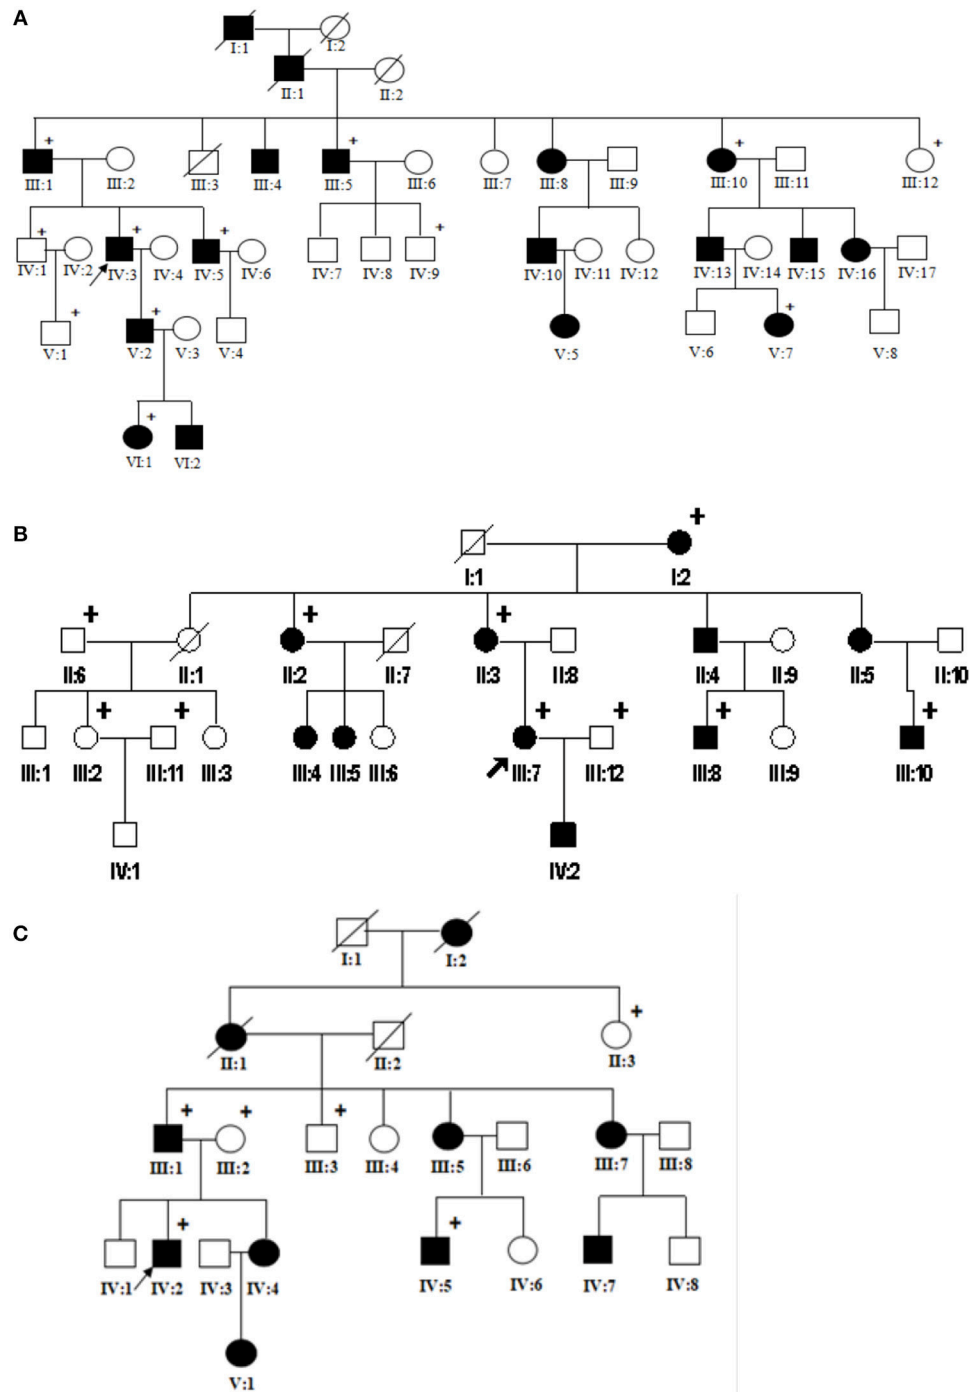 A
I:1 I:2
II:1 II:2
+ + + +
III:1 III:2 III:3 III:4 III:5 III:6 III:7 III:8 III:9 III:10 III:11 III:12
+ + + +
IV:1 IV:2 IV:3 IV:4 IV:5 IV:6 IV:7 IV:8 IV:9 IV:10 IV:11 IV:12 IV:13 IV:14 IV:15 IV:16 IV:17
+ + +
V:1 V:2 V:3 V:4 V:5 V:6 V:7 V:8
+
VI:1 VI:2
B
+
I:1 I:2
+ + +
II:6 II:1 II:2 II:7 II:3 II:8 II:4 II:9 II:5 II:10
+ + + + + +
III:1 III:2 III:11 III:3 III:4 III:5 III:6 III:7 III:12 III:8 III:9 III:10
IV:1 IV:2
C
I:1 I:2
+
II:1 II:2 II:3
+ + +
III:1 III:2 III:3 III:4 III:5 III:6 III:7 III:8
+ +
IV:1 IV:2 IV:3 IV:4 IV:5 IV:6 IV:7 IV:8
V:1